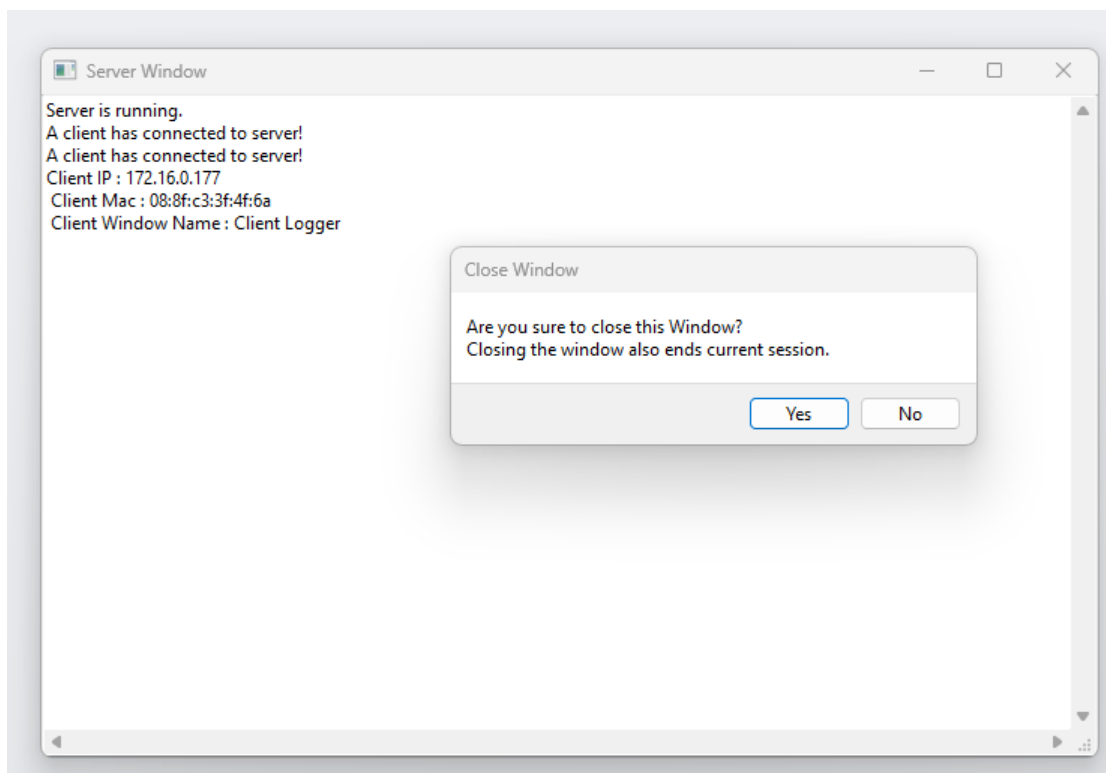 Server Window
Server is running.
A client has connected to server!
A client has connected to server!
Client IP : 172.16.0.177
Client Mac : 08:8f:c3:3f:4f:6a
Client Window Name : Client Logger
Close Window
Are you sure to close this Window?
Closing the window also ends current session.
Yes No